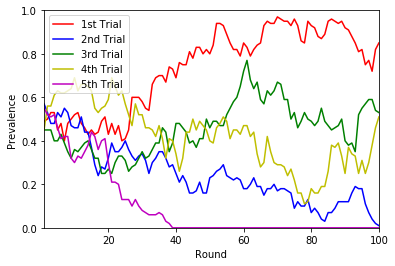 1.0
0.8
0.6
0.4
0.2
0.0
Prevalence
1st Trial
2nd Trial
3rd Trial
4th Trial
5th Trial
20
40
60
80
100
Round